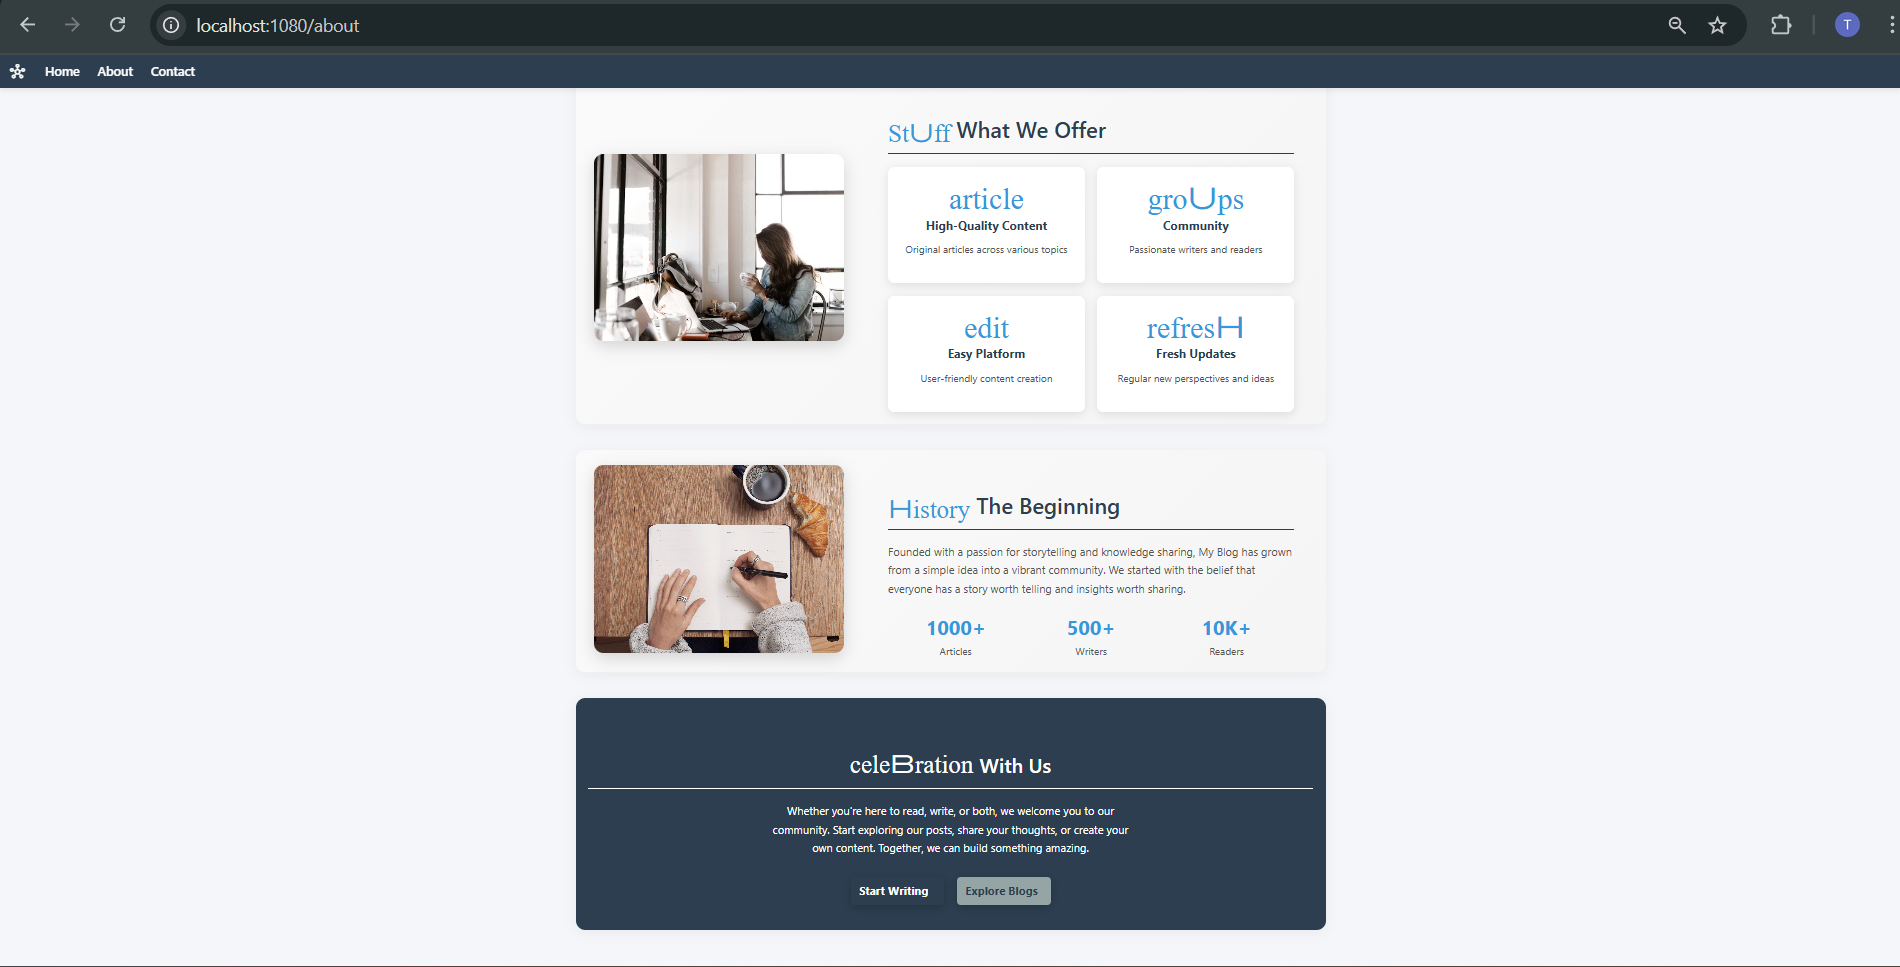 localhost:1080/about
T
Home About Contact
StUff What We Offer
article
High-Quality Content
Original articles across various topics
groUps
Community
Passionate writers and readers
edit
Easy Platform
User-friendly content creation
refresH
Fresh Updates
Regular new perspectives and ideas
History The Beginning
Founded with a passion for storytelling and knowledge sharing, My Blog has grown
from a simple idea into a vibrant community. We started with the belief that
everyone has a story worth telling and insights worth sharing.
1000+ 500+ 10K+
Articles Writers Readers
celeBration With Us
Whether you're here to read, write, or both, we welcome you to our
community. Start exploring our posts, share your thoughts, or create your
own content. Together, we can build something amazing.
Start Writing Explore Blogs